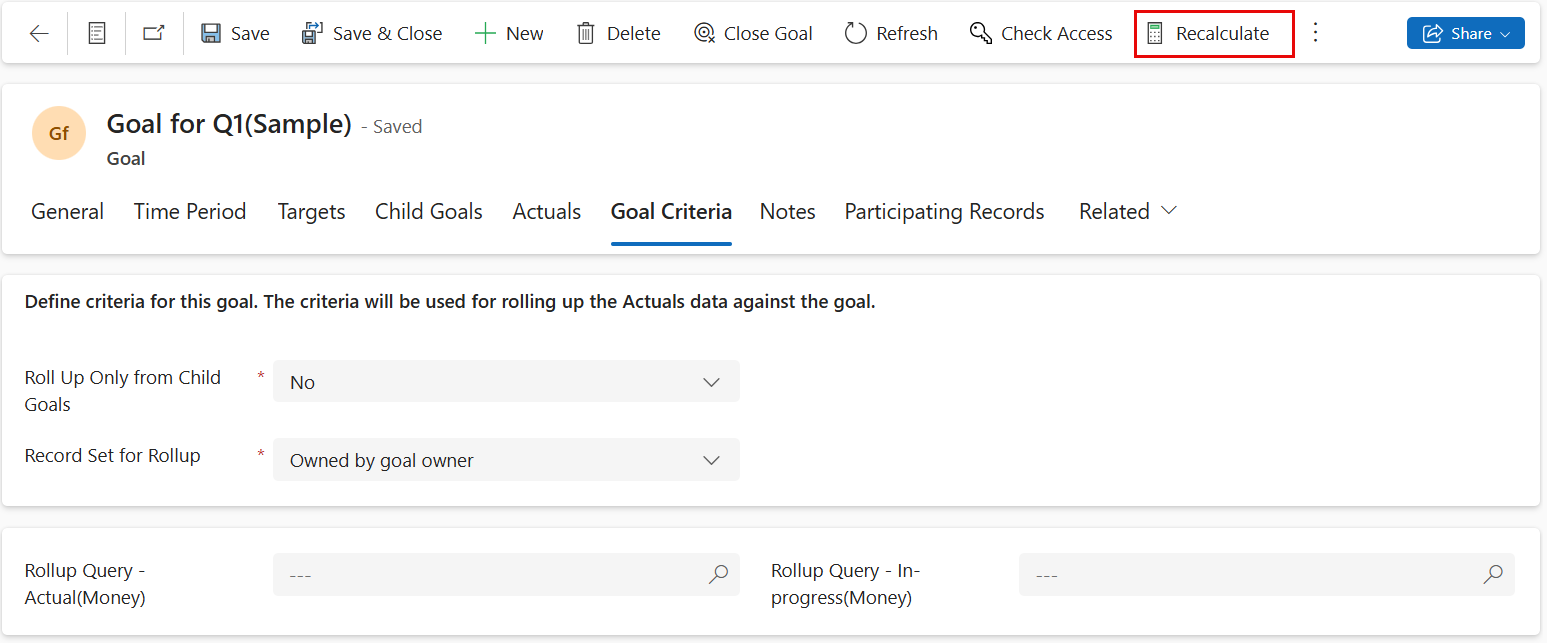 Save
Save & Close
New
Delete
Close Goal
Refresh
Check Access
Recalculate
Share
Gf
Goal for Q1(Sample) - Saved
Goal
General
Time Period
Targets
Child Goals
Actuals
Goal Criteria
Notes
Participating Records
Related
Define criteria for this goal. The criteria will be used for rolling up the Actuals data against the goal.
Roll Up Only from Child
Goals
*
No
Record Set for Rollup
*
Owned by goal owner
Rollup Query -
Actual(Money)
---
Rollup Query - In-
progress(Money)
---